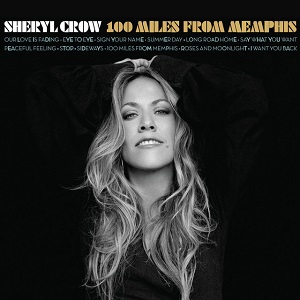 SHERYL CROW 100 MILES FROM MEMPHIS
OUR LOVE IS FADING • EYE TO EYE • SIGN YOUR NAME • SUMMER DAY • LONG ROAD HOME • SAY WHAT YOU WANT
PEACEFUL FEELING • STOP • SIDEWAYS • 100 MILES FROM MEMPHIS • ROSES AND MOONLIGHT • I WANT YOU BACK